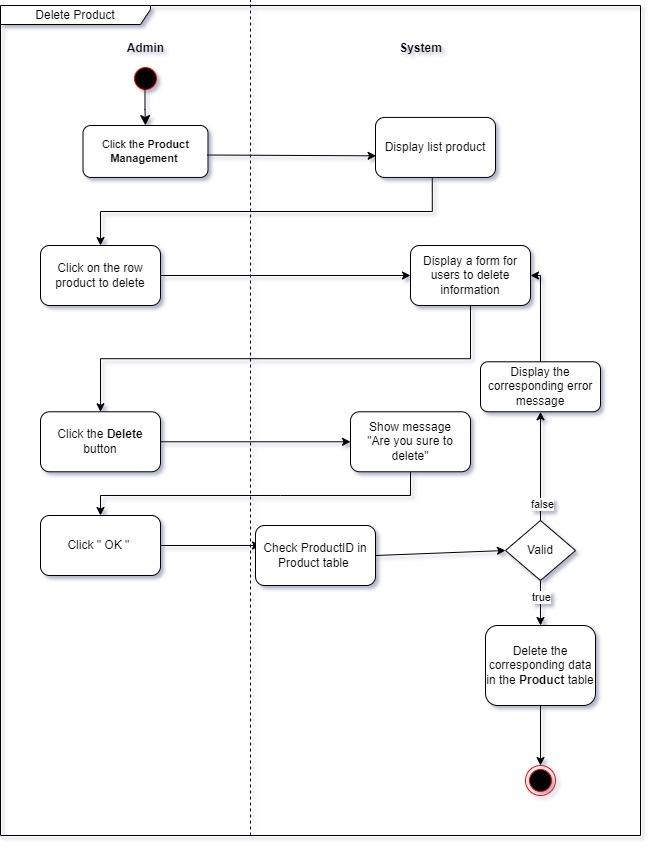 Delete Product
Admin
System
Click the Product
Management
Display list product
Click on the row
product to delete
Display a form for
users to delete
information
Display the
corresponding error
message
Click the Delete
button
Show message
"Are you sure to
delete"
false
Click " OK "
Check ProductID in
Product table
Valid
true
Delete the
corresponding data
in the Product table